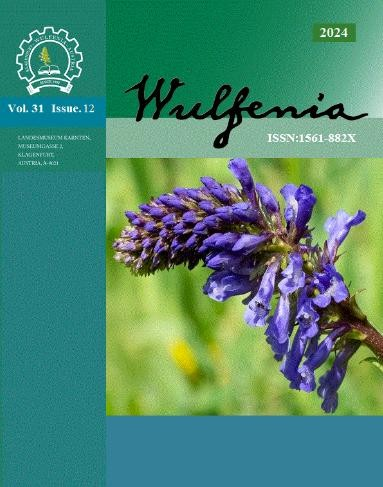 2024
Vol. 31 Issue. 12
Wulfenia
ISSN:1561-882X
LANDESMUSEUM KARNTEN,
MUSEUMGASSE 2,
KLAGENFURT,
AUSTRIA, A-9021